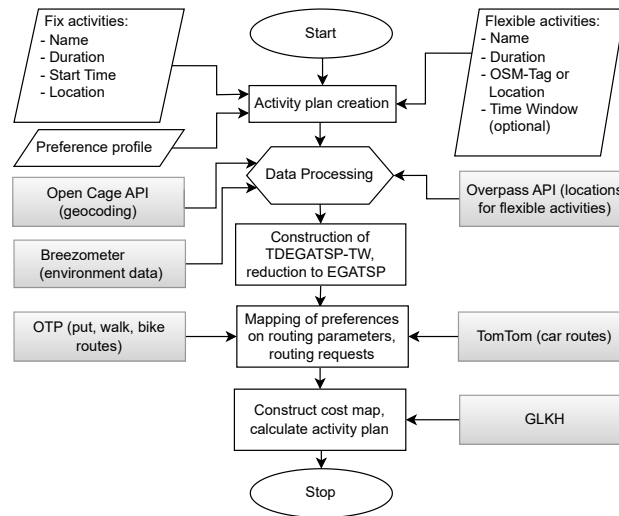 Fix activities:
- Name
- Duration
- Start Time
- Location
Start
Flexible activities:
- Name
- Duration
- OSM-Tag or
Location
- Time Window
(optional)
Activity plan creation
Preference profile
Data Processing
Open Cage API
(geocoding)
Overpass API (locations
for flexible activities)
Breezometer
(environment data)
Construction of
TDEGATSP-TW,
reduction to EGATSP
OTP (put, walk, bike
routes)
Mapping of preferences
on routing parameters,
routing requests
TomTom (car routes)
Construct cost map,
calculate activity plan
GLKH
Stop